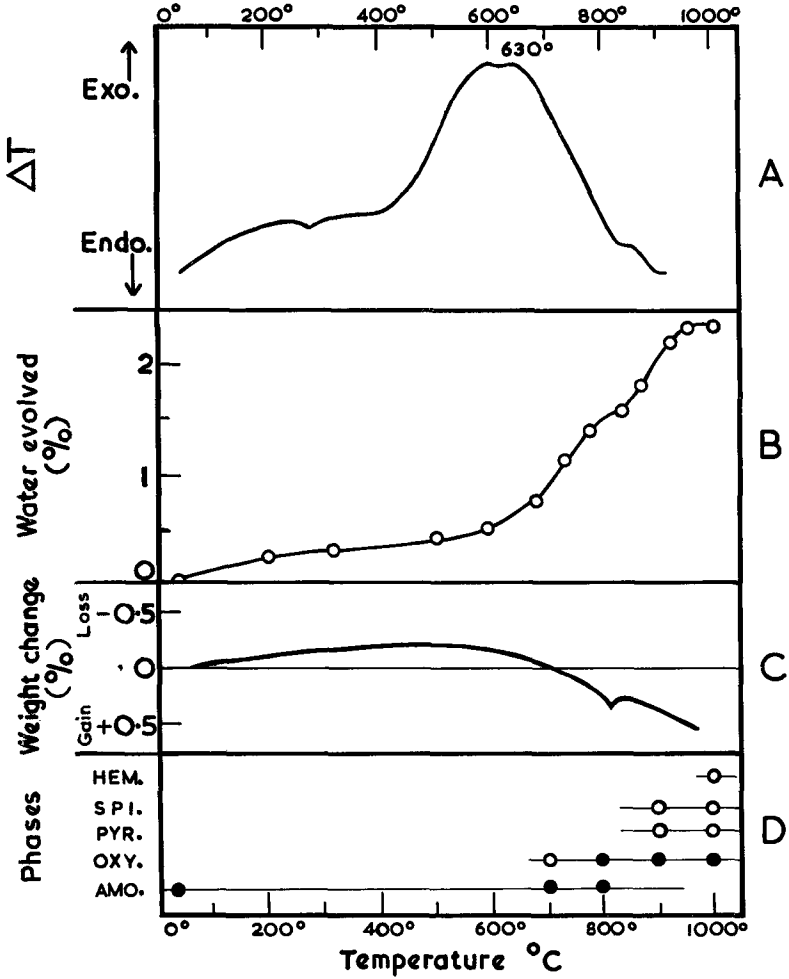 0° 200° 400° 600° 800° 1000°
630°
Exo.
ΔT
A
Endo.
Water evolved (%)
2
1
0
B
Weight change (%)
Loss
Gain
-0.5
0
+0.5
C
Phases
HEM.
SPI.
PYR.
OXY.
AMO.
D
0° 200° 400° 600° 800° 1000°
Temperature °C